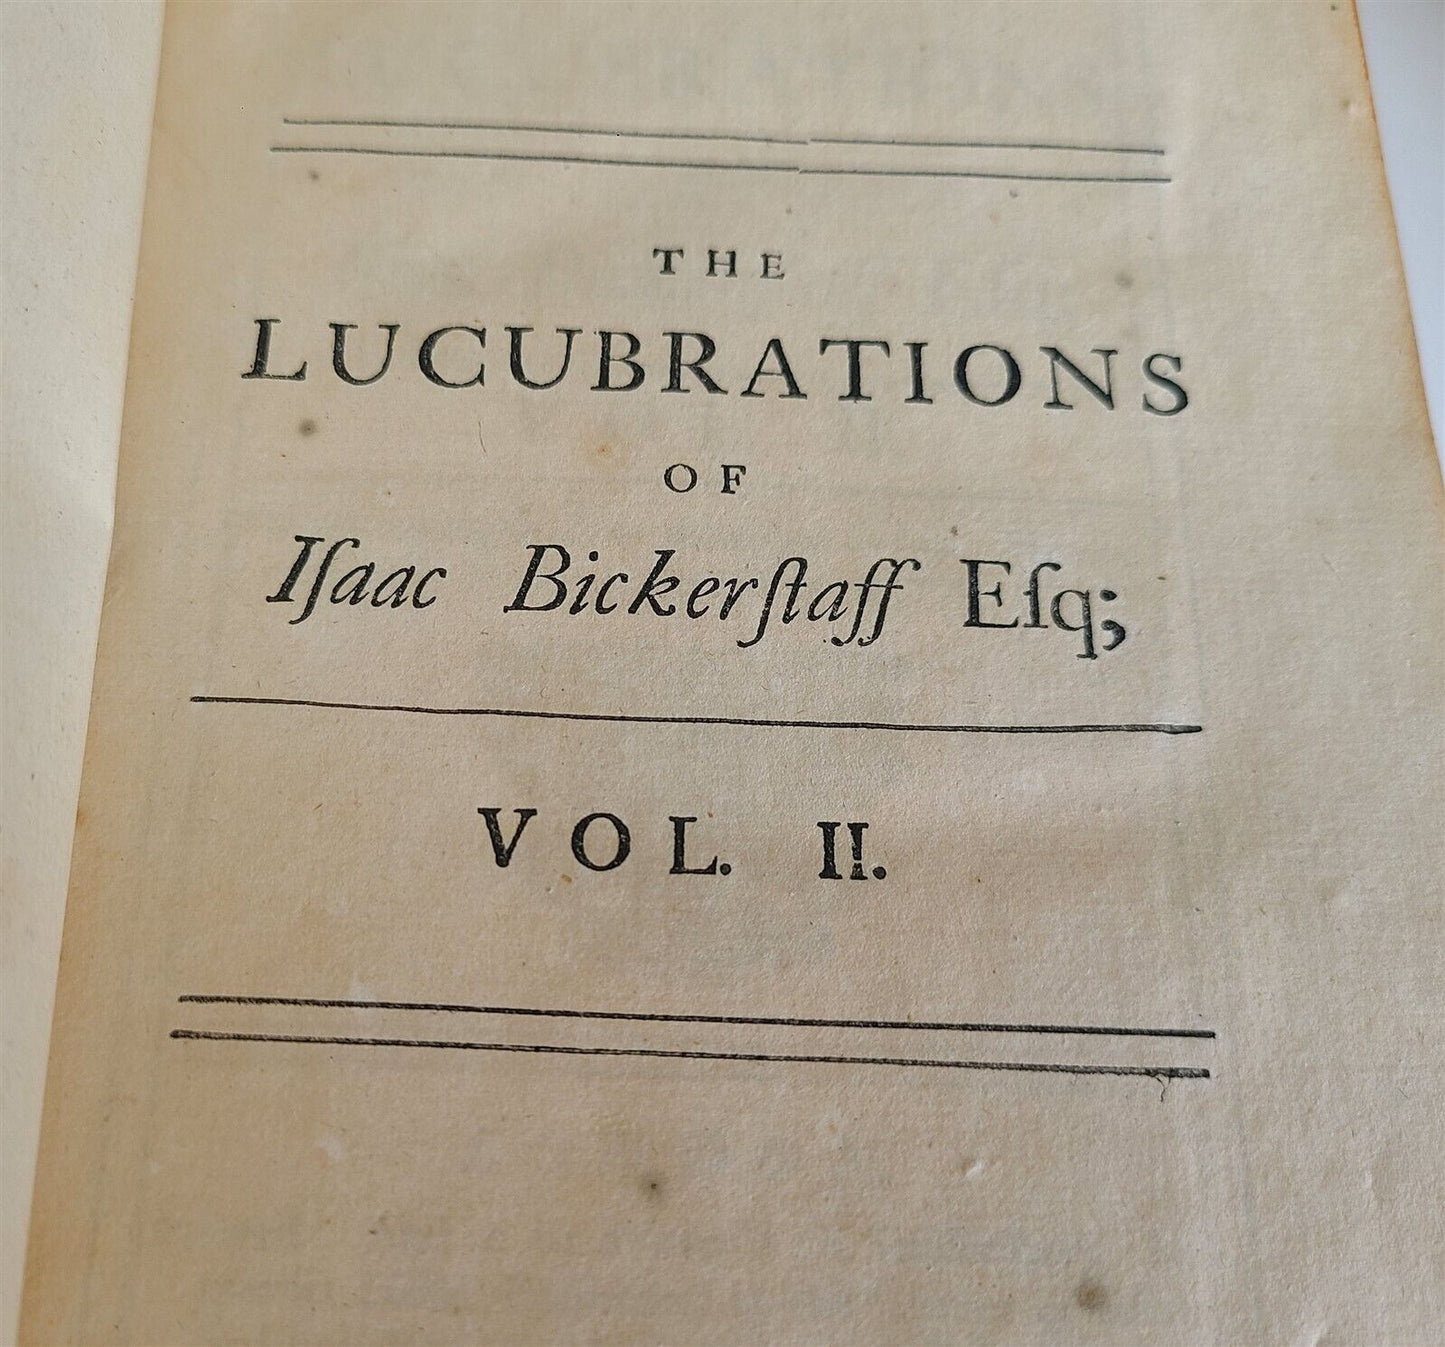 THE
LUCUBRATIONS
OF
Iſaac Bickerſtaff Eſq;
VOL. II.